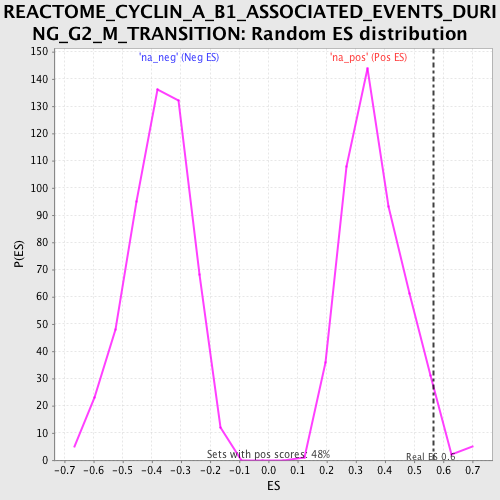 REACTOME_CYCLIN_A_B1_ASSOCIATED_EVENTS_DURI
NG_G2_M_TRANSITION: Random ES distribution
'na_neg' (Neg ES)
'na_pos' (Pos ES)
150
140
130
120
110
100
90
80
70
60
50
40
30
20
10
0
P(ES)
Sets with pos scores: 48%
Real ES 0.6
-0.7 -0.6 -0.5 -0.4 -0.3 -0.2 -0.1 0.0 0.1 0.2 0.3 0.4 0.5 0.6 0.7
ES